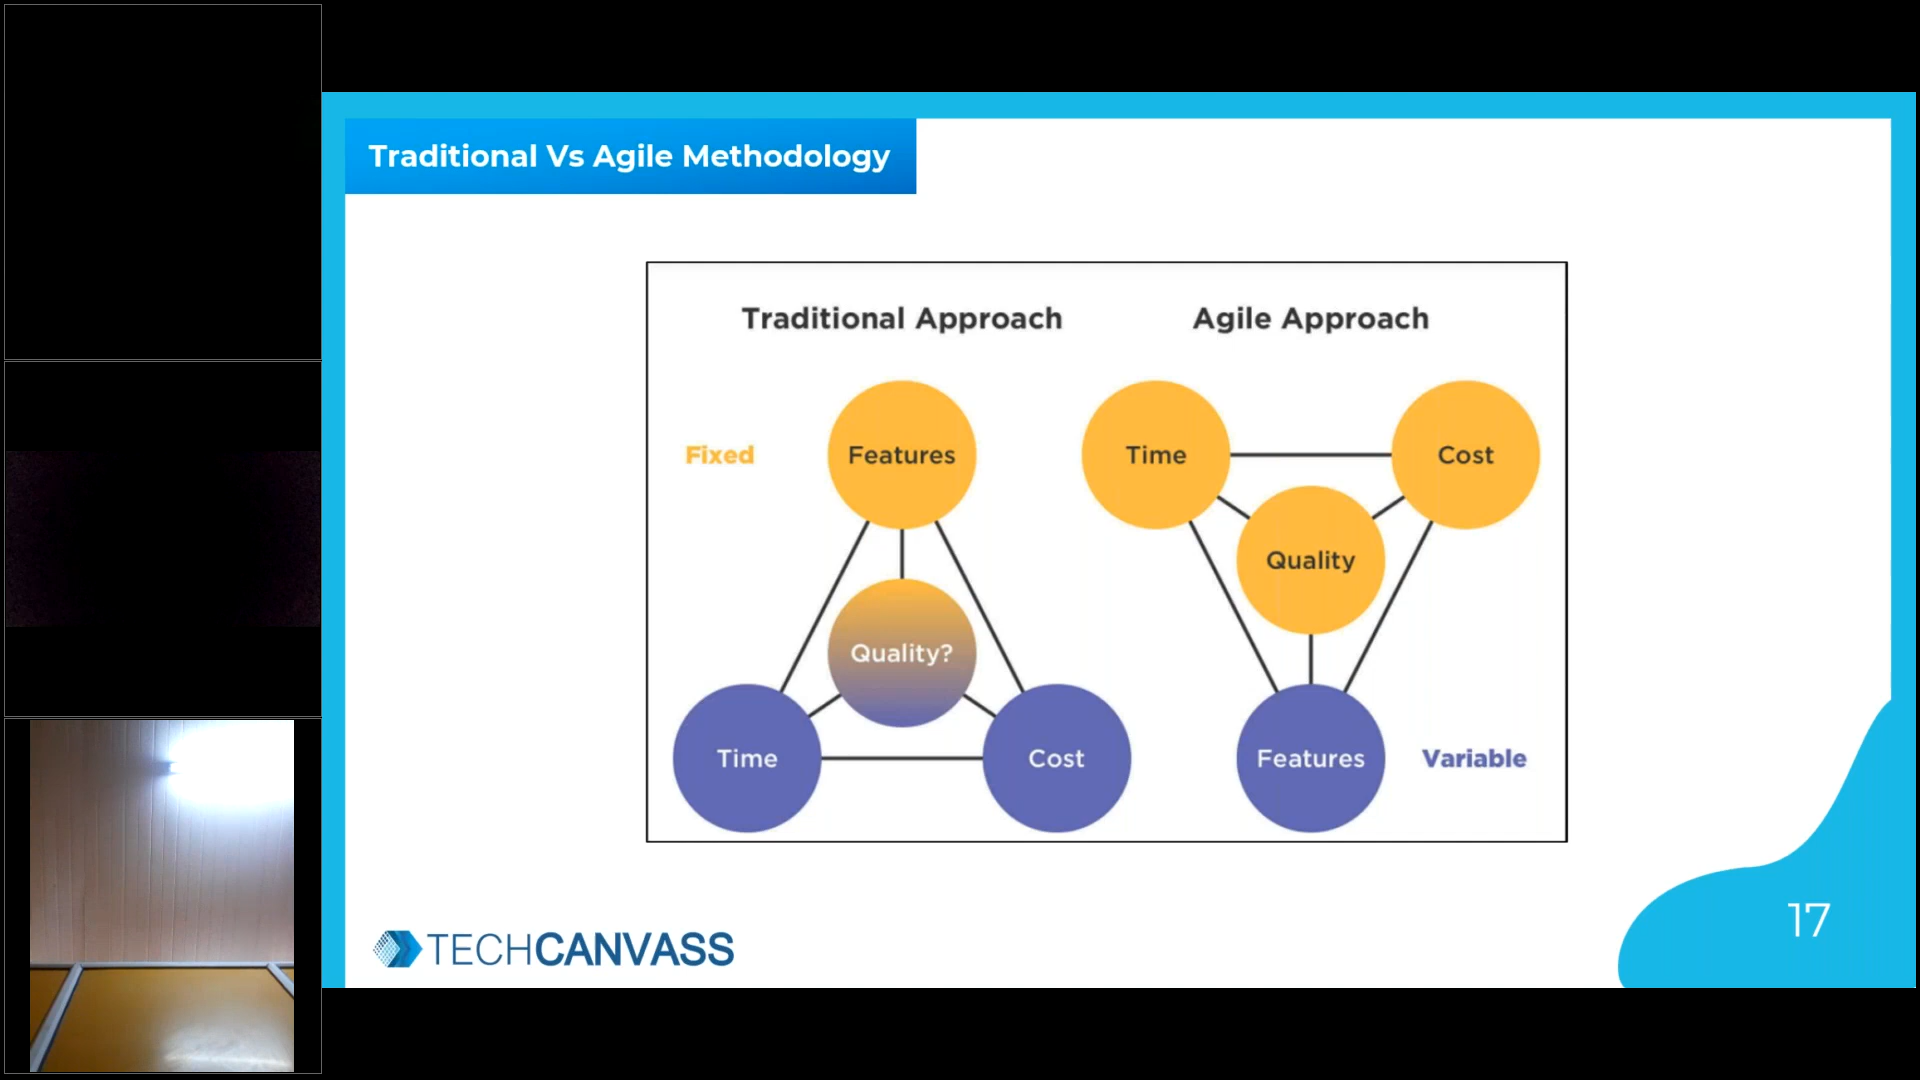 Traditional Vs Agile Methodology
Traditional Approach
Fixed
Features
Quality?
Time
Cost
Agile Approach
Time
Cost
Quality
Features
Variable
TECHCANVASS
17